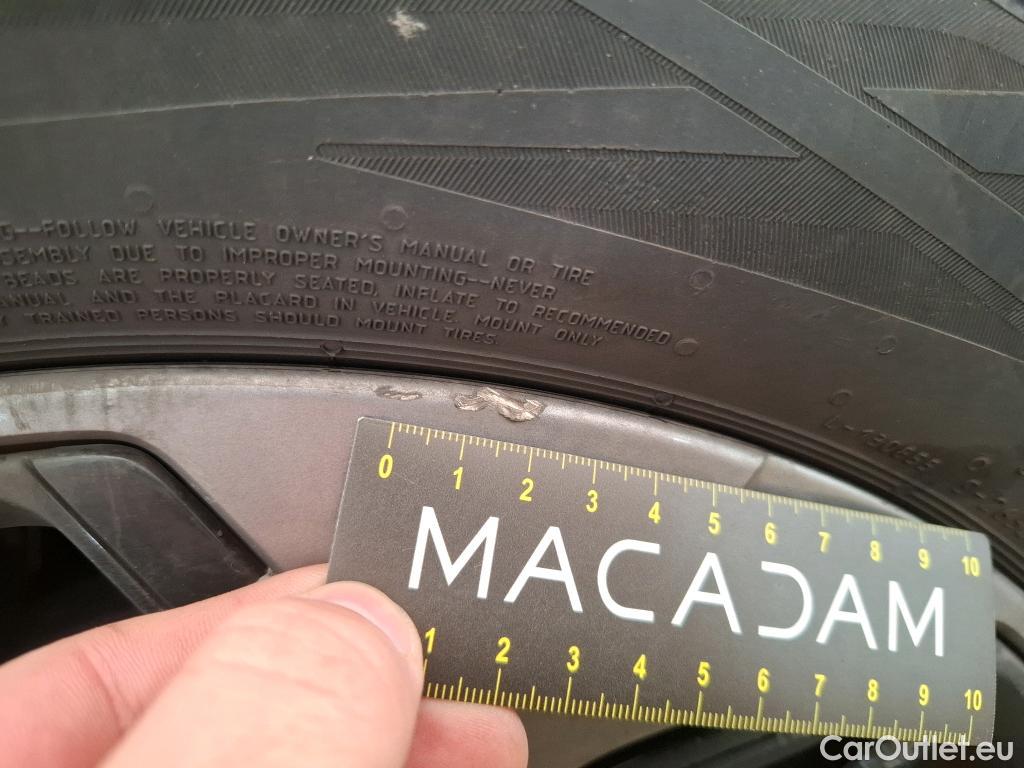 G--FOLLOW VEHICLE OWNER'S MANUAL OR TIRE
SEMBLY DUE TO IMPROPER MOUNTING--NEVER
BEADS ARE PROPERLY SEATED. INFLATE TO RECOMMENDED
ANUAL AND THE PLACARD IN VEHICLE. MOUNT ONLY
Y TRAINED PERSONS SHOULD MOUNT TIRES.
0 1 2 3 4 5 6 7 8 9 10
MACADAM
1 2 3 4 5 6 7 8 9 10
CarOutlet.eu